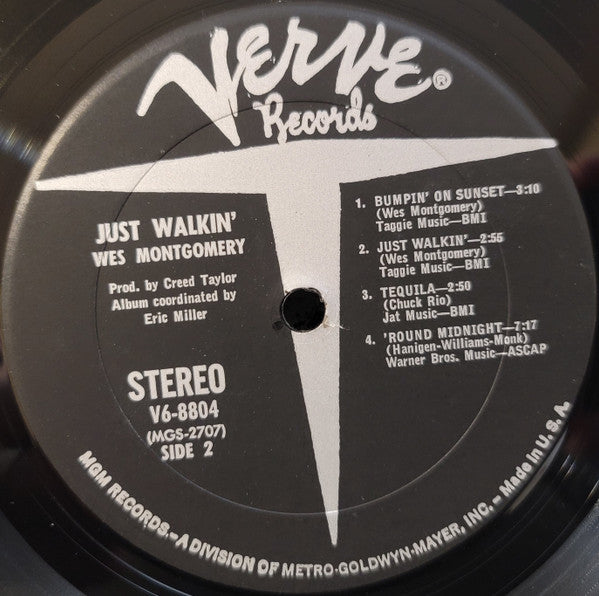 VERVE®
Records
JUST WALKIN'
WES MONTGOMERY
Prod. by Creed Taylor
Album coordinated by
Eric Miller
STEREO
V6-8804
(MGS-2707)
SIDE 2
1. BUMPIN' ON SUNSET—3:10
(Wes Montgomery)
Taggie Music—BMI
2. JUST WALKIN'—2:55
(Wes Montgomery)
Taggie Music—BMI
3. TEQUILA—2:50
(Chuck Rio)
Jat Music—BMI
4. 'ROUND MIDNIGHT—7:17
(Hanigen-Williams-Monk)
Warner Bros. Music—ASCAP
MGM RECORDS.—A DIVISION OF METRO-GOLDWYN-MAYER, INC.—Made in U. S. A.